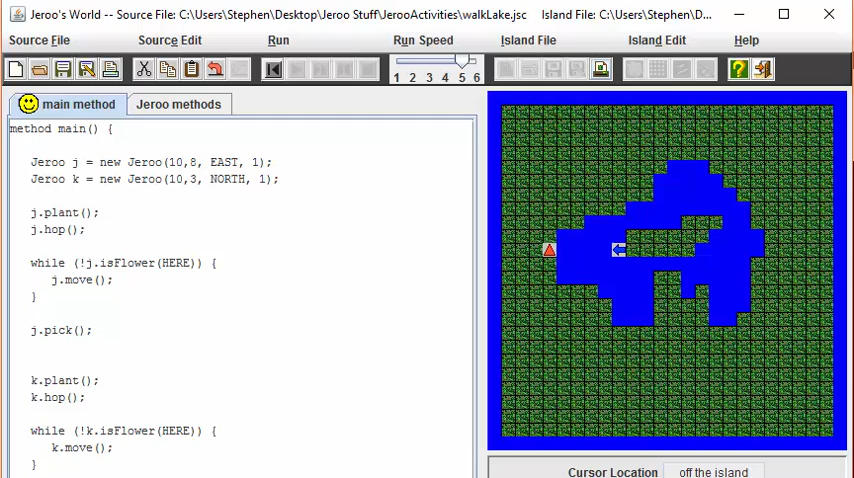 Jeroo's World -- Source File: C:\Users\Stephen\Desktop\Jeroo Stuff\JerooActivities\walkLake.jsc Island File: C:\Users\Stephen\D...
Source File Source Edit Run Run Speed Island File Island Edit Help
1 2 3 4 5 6
main method Jeroo methods
method main() {
Jeroo j = new Jeroo(10,8, EAST, 1);
Jeroo k = new Jeroo(10,3, NORTH, 1);
j.plant();
j.hop();
while (!j.isFlower(HERE)) {
j.move();
}
j.pick();
k.plant();
k.hop();
while (!k.isFlower(HERE)) {
k.move();
}
Cursor Location off the island